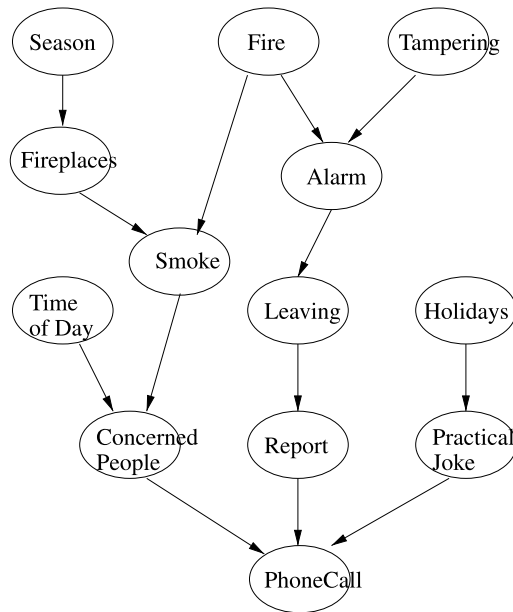 Season
Fire
Tampering
Fireplaces
Alarm
Smoke
Time
of Day
Leaving
Holidays
Concerned
People
Report
Practical
Joke
PhoneCall